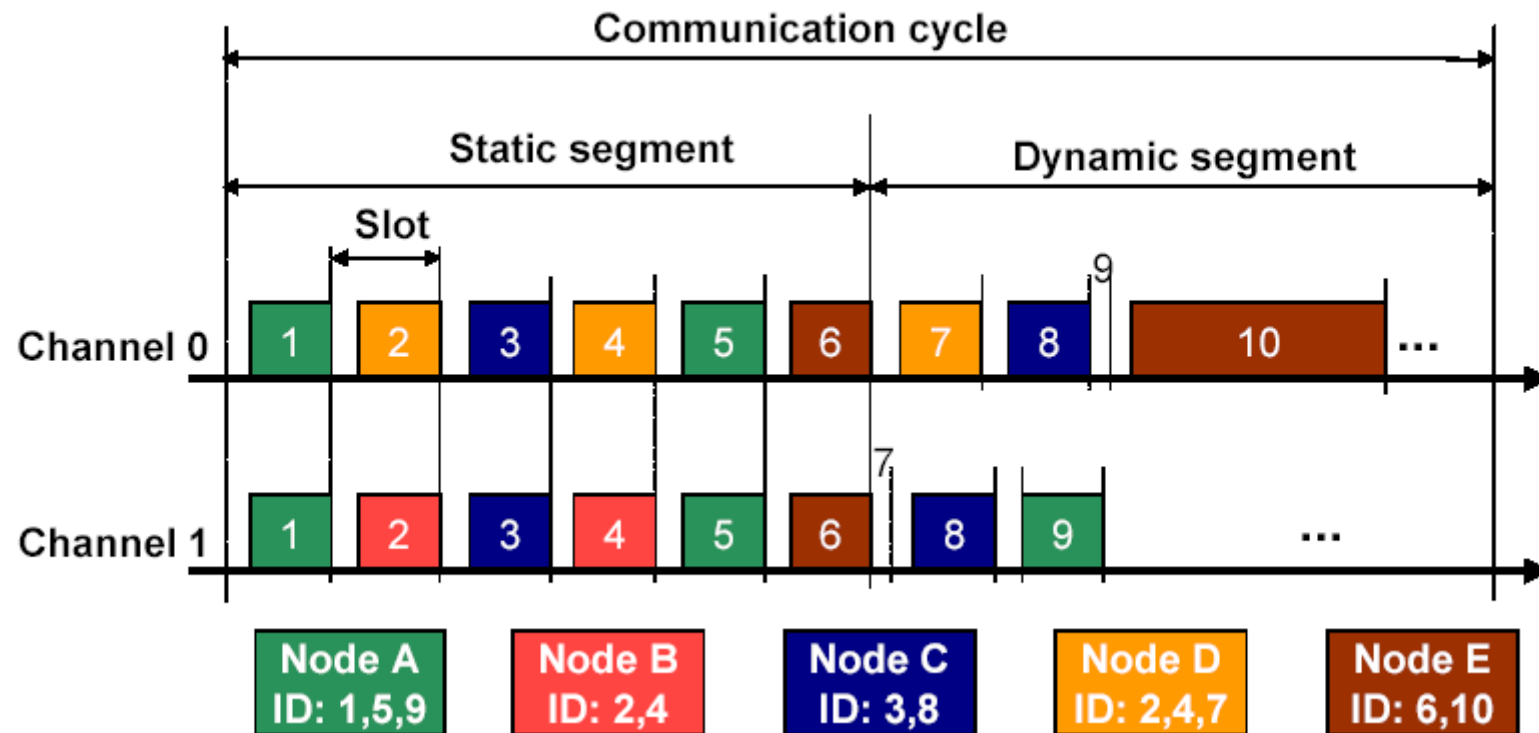 Communication cycle
Static segment
Dynamic segment
Slot
9
Channel 0
1 2 3 4 5 6 7 8 10 ...
7
Channel 1
1 2 3 4 5 6 8 9 ...
Node A
ID: 1,5,9
Node B
ID: 2,4
Node C
ID: 3,8
Node D
ID: 2,4,7
Node E
ID: 6,10